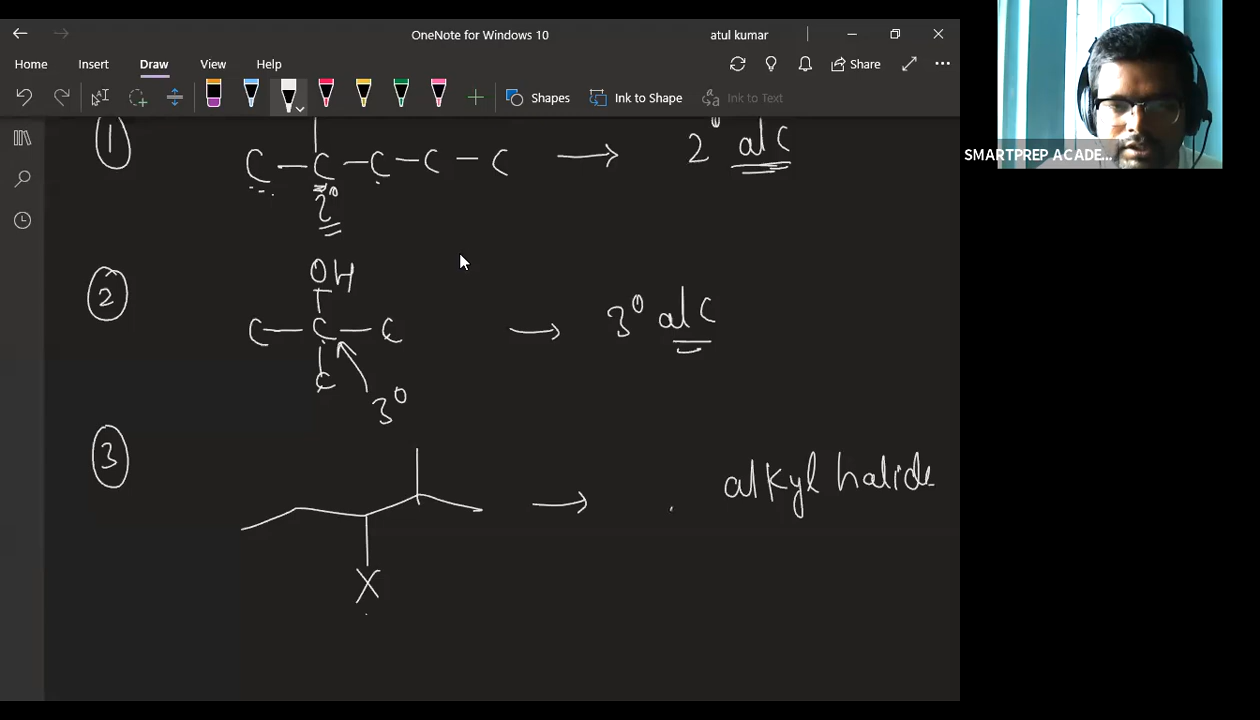 OneNote for Windows 10
atul kumar
Home Insert Draw View Help
Share
Shapes
Ink to Shape
Ink to Text
SMARTPREP ACADE...
1
C — C — C — C — C → 2° alC
2°
2
OH
C — C — C → 3° alC
C
3°
3
→ alkyl halide
X